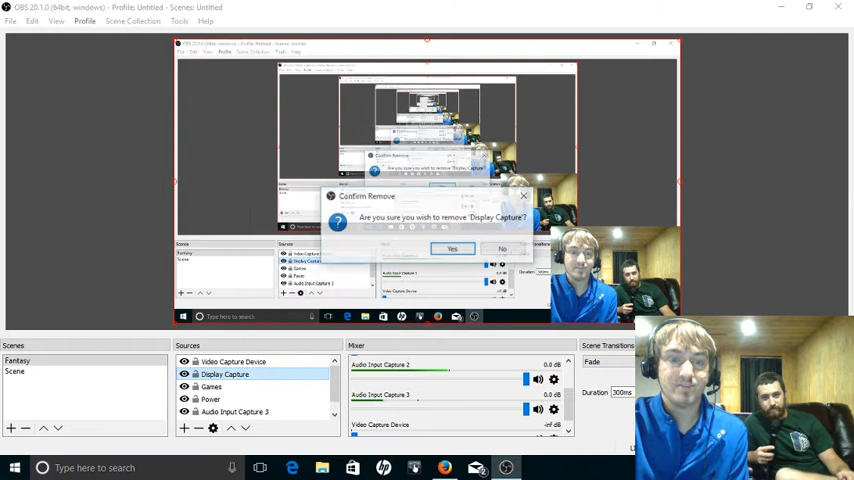 OBS 20.1.0 (64bit, windows) - Profile: Untitled - Scenes: Untitled
File Edit View Profile Scene Collection Tools Help
Confirm Remove
Are you sure you wish to remove 'Display Capture'?
Yes No
Scenes
Fantasy
Scene
Sources
Video Capture Device
Display Capture
Games
Power
Audio Input Capture 3
Mixer
Audio Input Capture 2 0.0 dB
Audio Input Capture 3 0.0 dB
Video Capture Device -inf dB
Scene Transitions
Fade
Duration 300ms
Type here to search